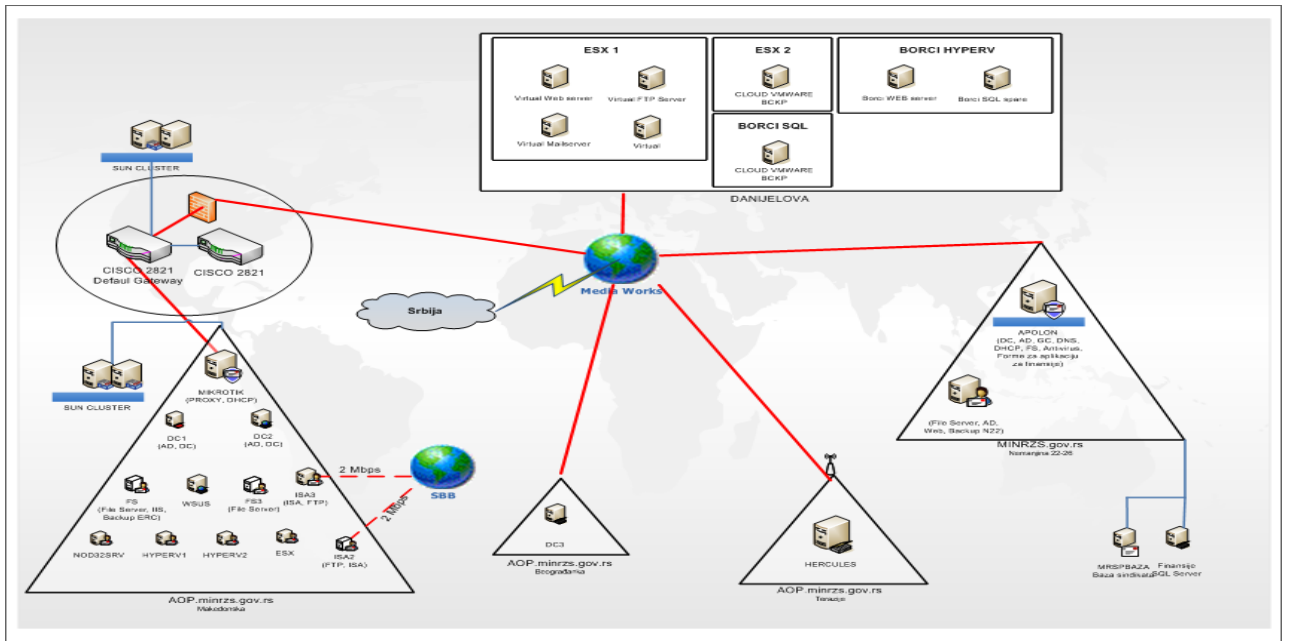 ESX 1
Virtual Web server
Virtual FTP Server
Virtual Mailserver
Virtual
ESX 2
CLOUD VMWARE
BCKP
BORCI SQL
CLOUD VMWARE
BCKP
BORCI HYPERV
Borci WEB server
Borci SQL spare
DANIJELOVA
SUN CLUSTER
CISCO 2821
Defaul Gateway
CISCO 2821
Media Works
Srbija
SUN CLUSTER
MIKROTIK
(PROXY, DHCP)
DC1
(AD, DC)
DC2
(AD, DC)
FS
(File Server, IIS,
Backup ERC)
WSUS
FS3
(File Server)
ISA3
(ISA, FTP)
2 Mbps
SBB
2 Mbps
NOD32SRV
HYPERV1
HYPERV2
ESX
ISA2
(FTP, ISA)
AOP.minrzs.gov.rs
Makedonska
DC3
AOP.minrzs.gov.rs
Beograđanka
HERCULES
AOP.minrzs.gov.rs
Terazije
APOLON
(DC, AD, GC, DNS,
DHCP, FS, Antivirus,
Forme za aplikaciju
za finansije)
(File Server, AD,
Web, Backup N22)
MINRZS.gov.rs
Nemanjina 22-26
MRSPBAZA
Baza sindikata
Finansije
SQL Server